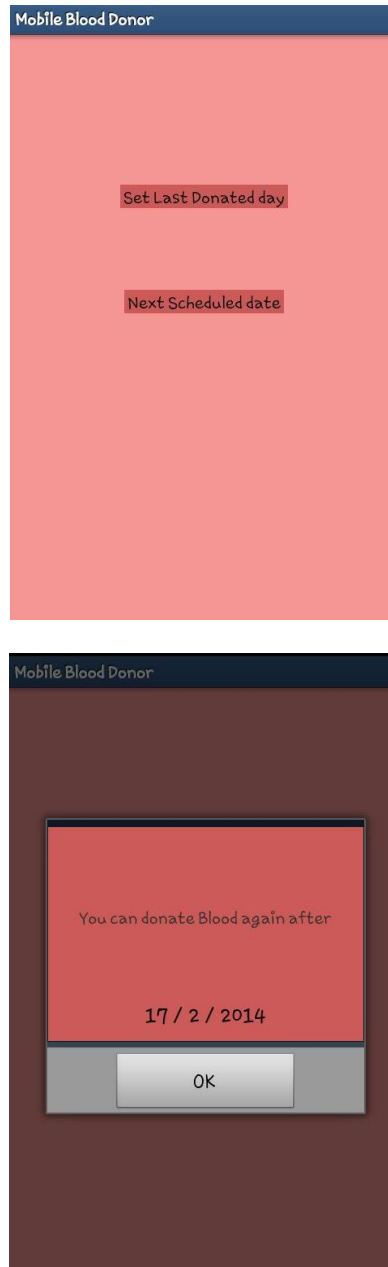 Mobile Blood Donor
Set Last Donated day
Next Scheduled date
Mobile Blood Donor
You can donate Blood again after
17 / 2 / 2014
OK